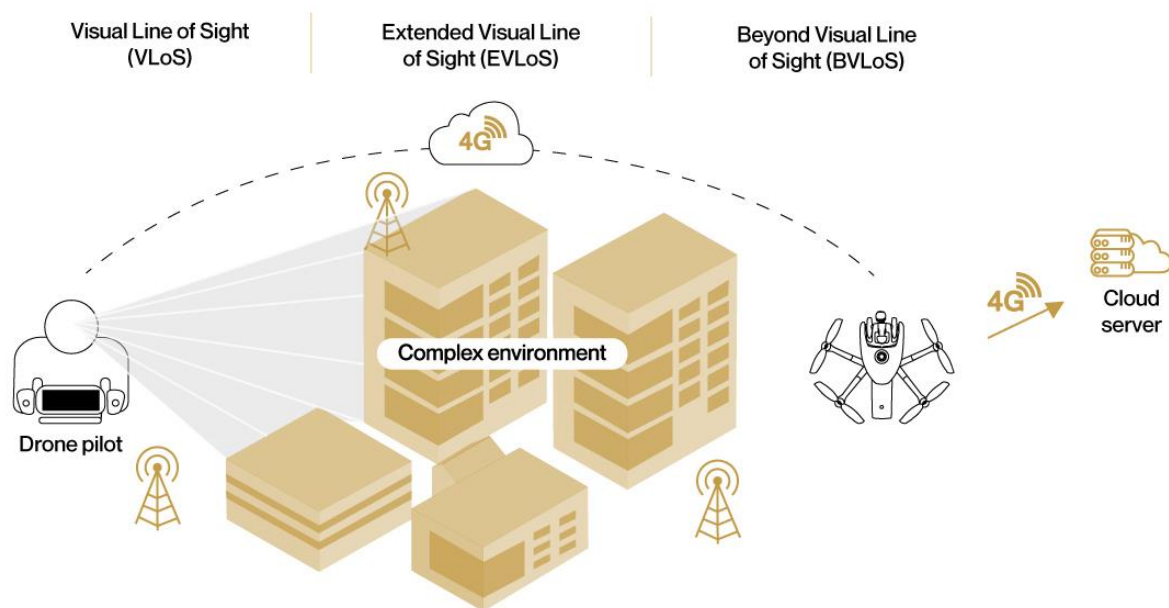 Visual Line of Sight
(VLoS)
Extended Visual Line
of Sight (EVLoS)
Beyond Visual Line
of Sight (BVLoS)
4G
4G
Cloud
server
Complex environment
Drone pilot